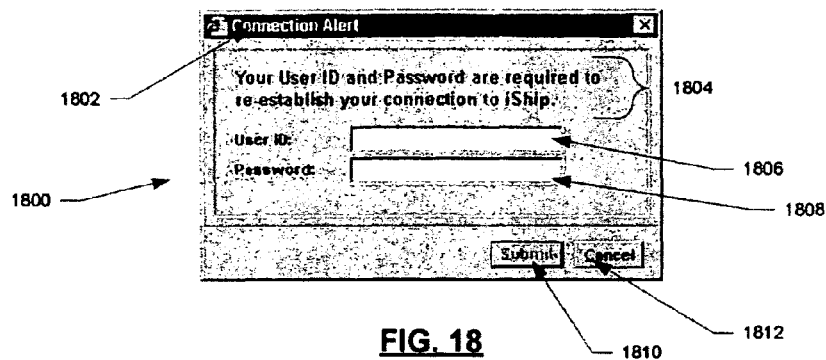 Connection Alert
1802
Your User ID and Password are required to
re-establish your connection to iShip.
1804
User ID:
1806
Password:
1800
1808
Submit
Cancel
FIG. 18
1810
1812